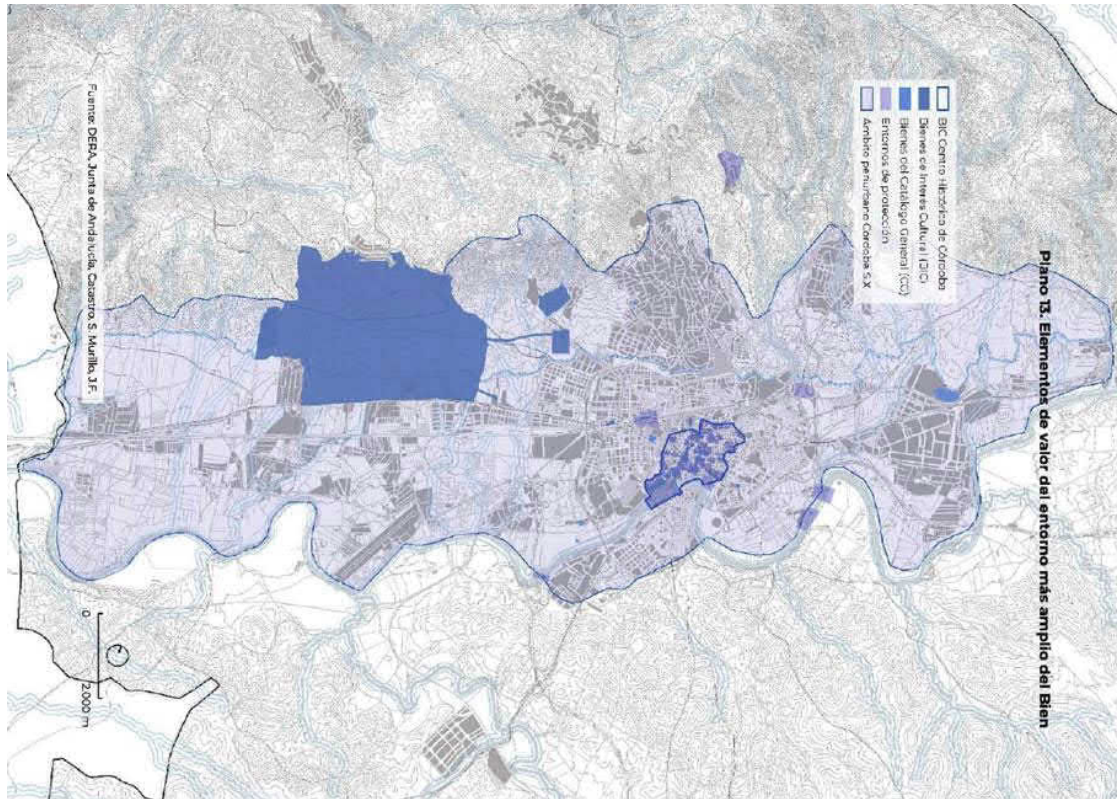 Plano 13. Elementos de valor del entorno más amplio del Bien
BIC Centro Histórico de Córdoba
Bienes de Interés Cultural (BIC)
Bienes del Catálogo General (CG)
Entornos de protección
Ámbito periurbano Córdoba S.X
Fuente: DERA, Junta de Andalucía, Catastro, S. Murillo, J.F.
0
2.000 m